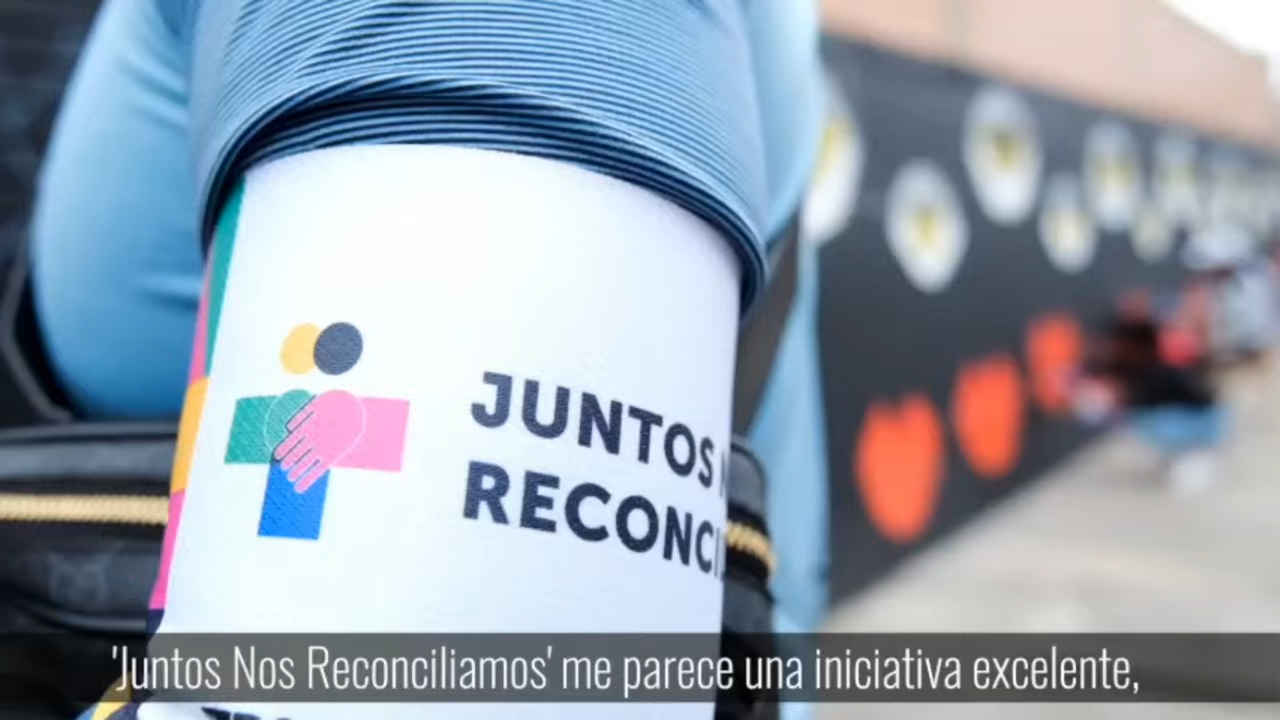 JUNTOS
RECONCI
'Juntos Nos Reconciliamos' me parece una iniciativa excelente,